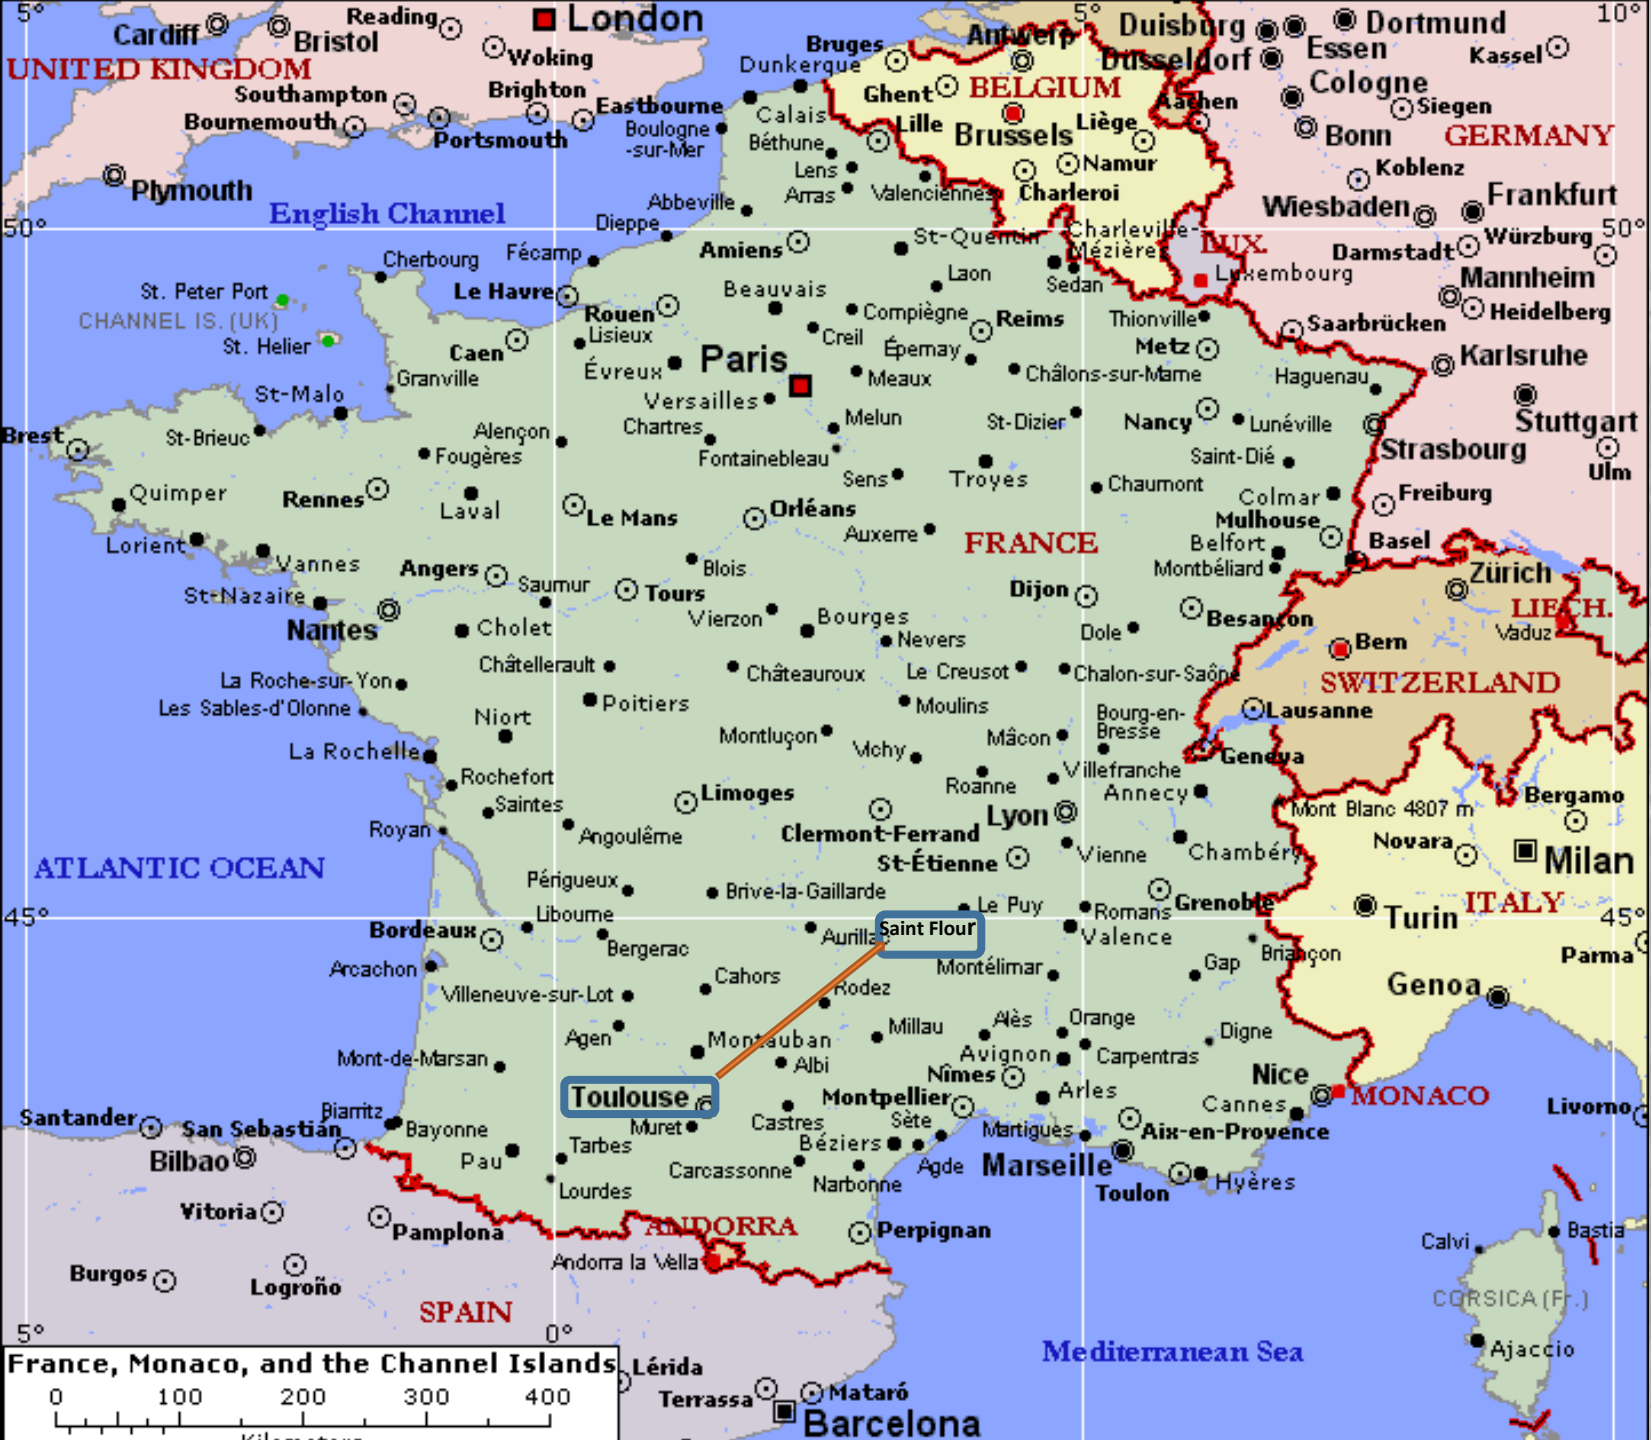 5°
5°
10°
Cardiff
Bristol
Reading
London
Woking
UNITED KINGDOM
Southampton
Brighton
Eastbourne
Bournemouth
Portsmouth
Plymouth
English Channel
Bruges
Antwerp
Dunkerque
Ghent
BELGIUM
Duisburg
Dortmund
Düsseldorf
Essen
Kassel
Cologne
Aachen
Siegen
Calais
Boulogne
-sur-Mer
Béthune
Lille
Brussels
Liège
Bonn
GERMANY
Lens
Namur
Koblenz
Arras
Valenciennes
Charleroi
Frankfurt
Wiesbaden
Abbeville
50°
50°
Dieppe
Amiens
St-Quentin
Charleville-
Mézières
LUX.
Darmstadt
Würzburg
Cherbourg
Fécamp
Laon
Sedan
Luxembourg
Mannheim
St. Peter Port
Le Havre
Beauvais
Heidelberg
CHANNEL IS. (UK)
Rouen
Compiègne
Reims
Thionville
Saarbrücken
St. Helier
Caen
Lisieux
Creil
Épernay
Metz
Karlsruhe
Évreux
Paris
Meaux
Châlons-sur-Marne
Haguenau
Granville
St-Malo
Versailles
Melun
St-Dizier
Nancy
Lunéville
Stuttgart
Brest
St-Brieuc
Alençon
Chartres
Strasbourg
Fougères
Fontainebleau
Saint-Dié
Ulm
Quimper
Rennes
Laval
Sens
Troyes
Chaumont
Colmar
Freiburg
Le Mans
Orléans
Mulhouse
Lorient
Auxerre
FRANCE
Belfort
Basel
Vannes
Angers
Saumur
Blois
Montbéliard
Zürich
St-Nazaire
Tours
Dijon
LIECH.
Nantes
Cholet
Vierzon
Bourges
Besançon
Vaduz
Nevers
Dole
Bern
Châtellerault
Châteauroux
Le Creusot
Chalon-sur-Saône
SWITZERLAND
La Roche-sur-Yon
Poitiers
Moulins
Les Sables-d'Olonne
Niort
Bourg-en-
Bresse
Lausanne
Montluçon
Mâcon
La Rochelle
Vichy
Geneva
Rochefort
Roanne
Villefranche
Annecy
Saintes
Limoges
Lyon
Mont Blanc 4807 m
Bergamo
Royan
Angoulême
Clermont-Ferrand
Novara
Milan
St-Étienne
Vienne
Chambéry
ATLANTIC OCEAN
Périgueux
Brive-la-Gaillarde
Le Puy
Grenoble
Turin
ITALY
45°
45°
Libourne
Romans
Bordeaux
Aurillac
Saint Flour
Valence
Bergerac
Briançon
Parma
Arcachon
Montélimar
Gap
Cahors
Genoa
Villeneuve-sur-Lot
Rodez
Agen
Montauban
Millau
Alès
Orange
Digne
Mont-de-Marsan
Albi
Avignon
Carpentras
Nîmes
Nice
Toulouse
Montpellier
Arles
MONACO
Santander
Biarritz
Cannes
Livorno
San Sebastián
Bayonne
Muret
Castres
Sète
Martigues
Aix-en-Provence
Bilbao
Tarbes
Béziers
Pau
Carcassonne
Agde
Marseille
Lourdes
Narbonne
Toulon
Hyères
Vitoria
Pamplona
ANDORRA
Perpignan
Bastia
Calvi
Andorra la Vella
Burgos
Logroño
CORSICA (Fr.)
SPAIN
5°
0°
Mediterranean Sea
Ajaccio
France, Monaco, and the Channel Islands
Lérida
0 100 200 300 400
Terrassa
Mataró
Barcelona
Kilometers